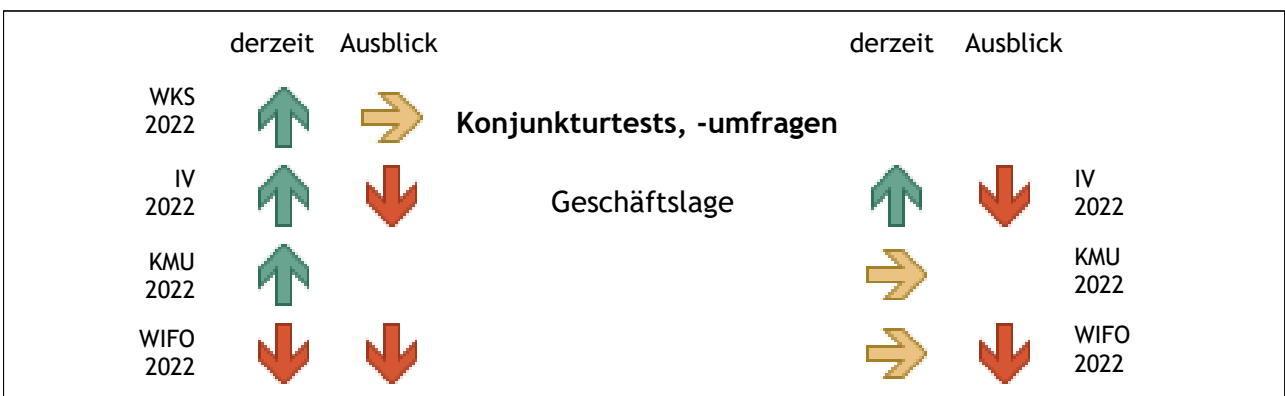 derzeit Ausblick derzeit Ausblick
WKS
2022
Konjunkturtests, -umfragen
IV
2022
Geschäftslage
IV
2022
KMU
2022
KMU
2022
WIFO
2022
WIFO
2022